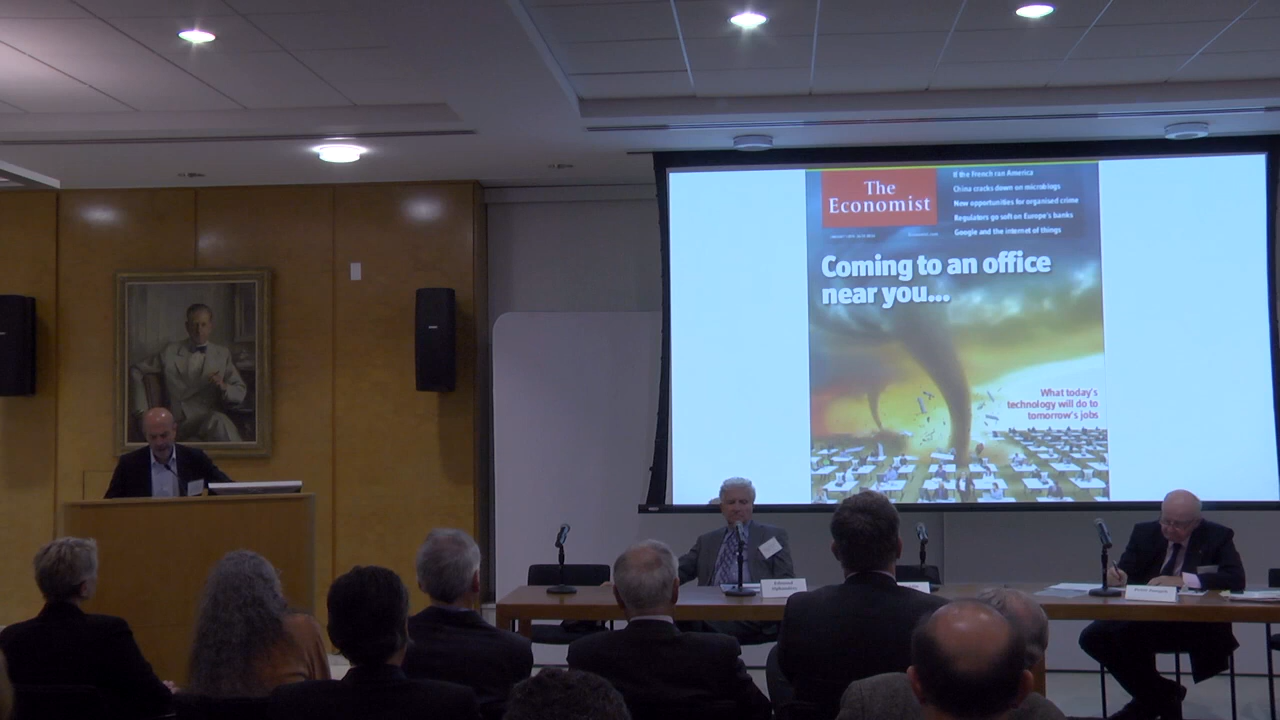 The
Economist
If the French ran America
China cracks down on microblogs
New opportunities for organised crime
Regulators go soft on Europe's banks
Google and the internet of things
Coming to an office
near you...
What today's
technology will do to
tomorrow's jobs